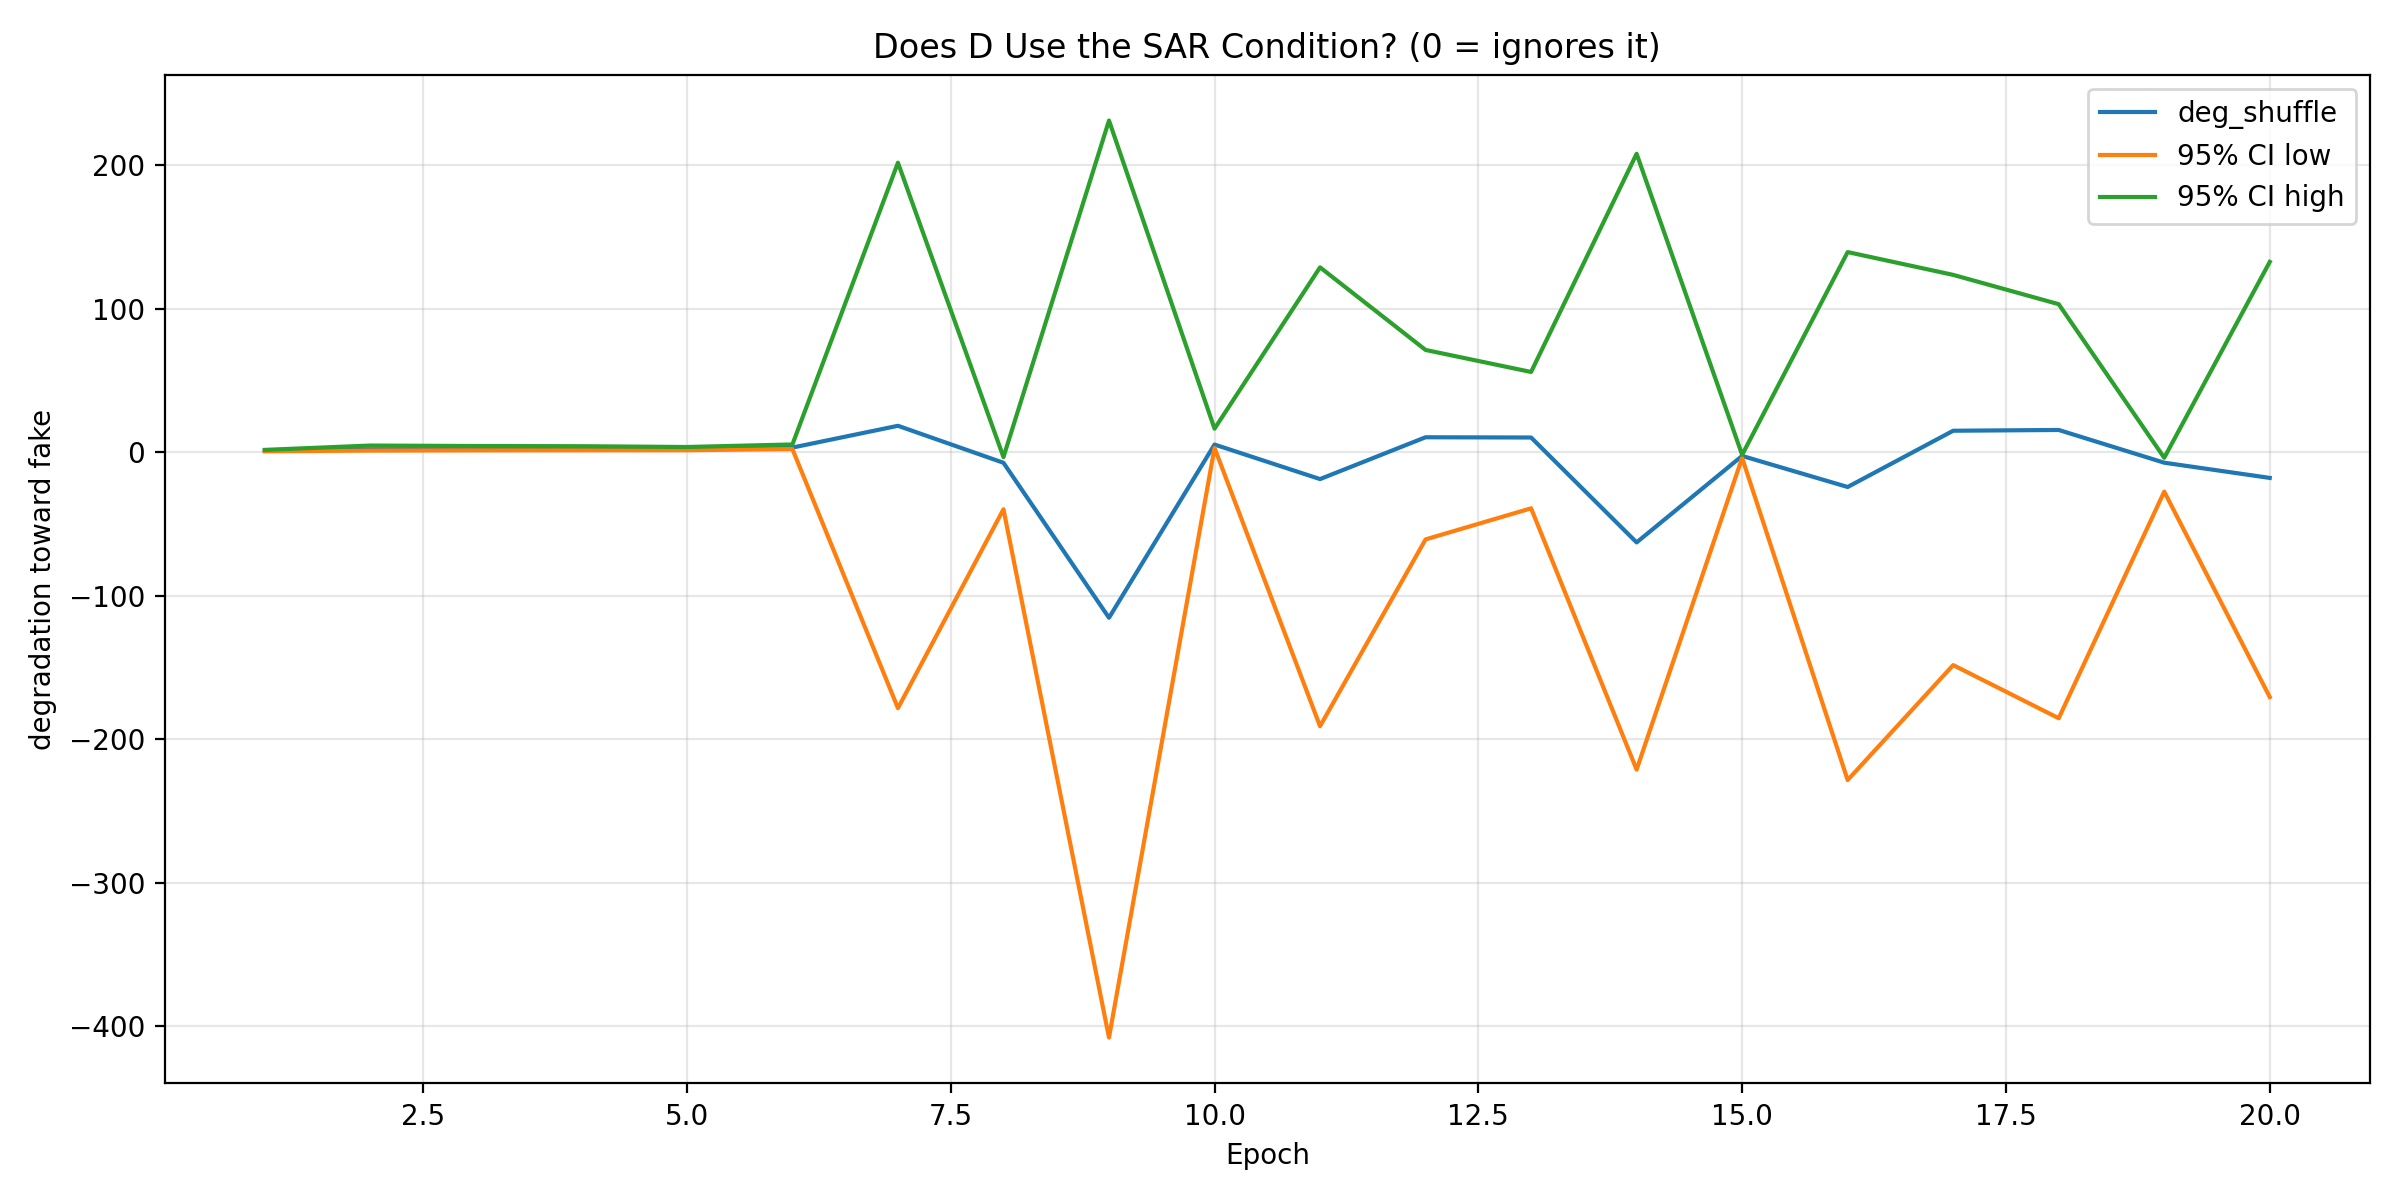 Does D Use the SAR Condition? (0 = ignores it)
deg_shuffle
95% CI low
95% CI high
degradation toward fake
200
100
0
−100
−200
−300
−400
2.5 5.0 7.5 10.0 12.5 15.0 17.5 20.0
Epoch